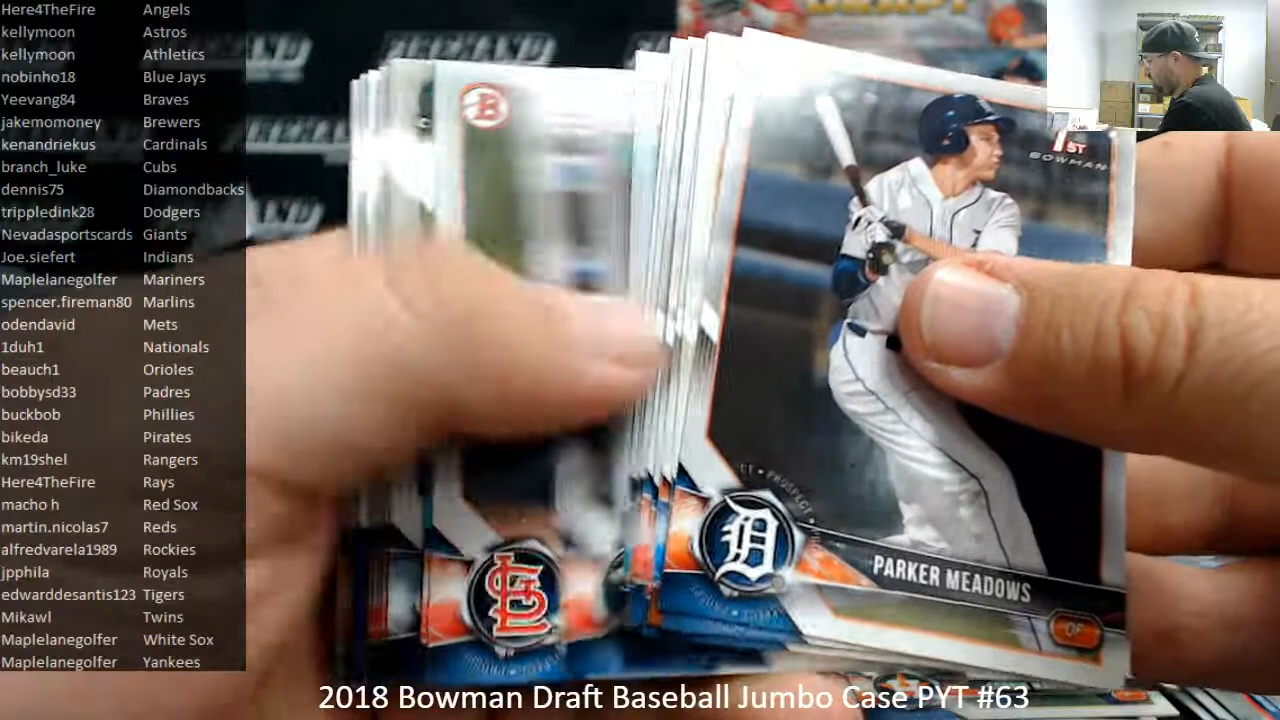 Here4TheFire Angels
kellymoon Astros
kellymoon Athletics
nobinho18 Blue Jays
Yeevang84 Braves
jakemomoney Brewers
kenandriekus Cardinals
branch_luke Cubs
dennis75 Diamondbacks
trippledink28 Dodgers
Nevadasportscards Giants
Joe.siefert Indians
Maplelanegolfer Mariners
spencer.fireman80 Marlins
odendavid Mets
1duh1 Nationals
beauch1 Orioles
bobbysd33 Padres
buckbob Phillies
bikeda Pirates
km19shel Rangers
Here4TheFire Rays
macho h Red Sox
martin.nicolas7 Reds
alfredvarela1989 Rockies
jpphila Royals
edwarddesantis123 Tigers
Mikawl Twins
Maplelanegolfer White Sox
Maplelanegolfer Yankees
DRAFT
B
1ST
BOWMAN
D
PARKER MEADOWS
OF
2018 Bowman Draft Baseball Jumbo Case PYT #63